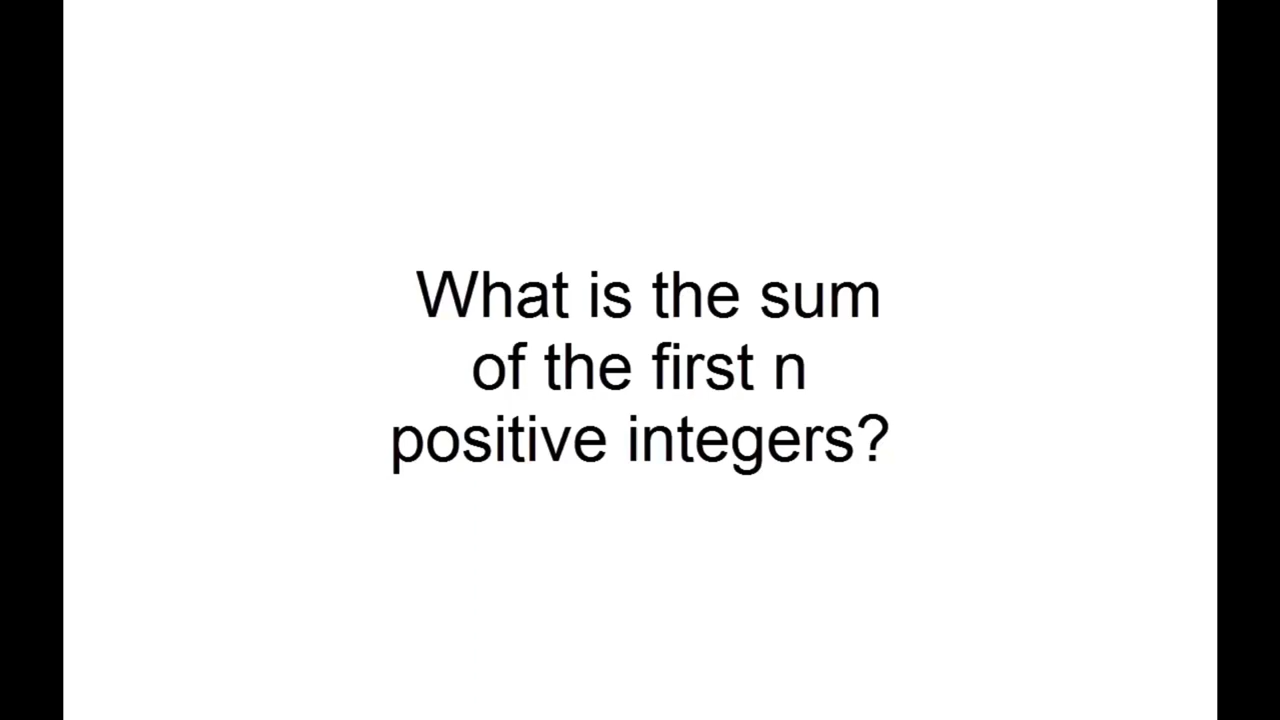 What is the sum
of the first n
positive integers?